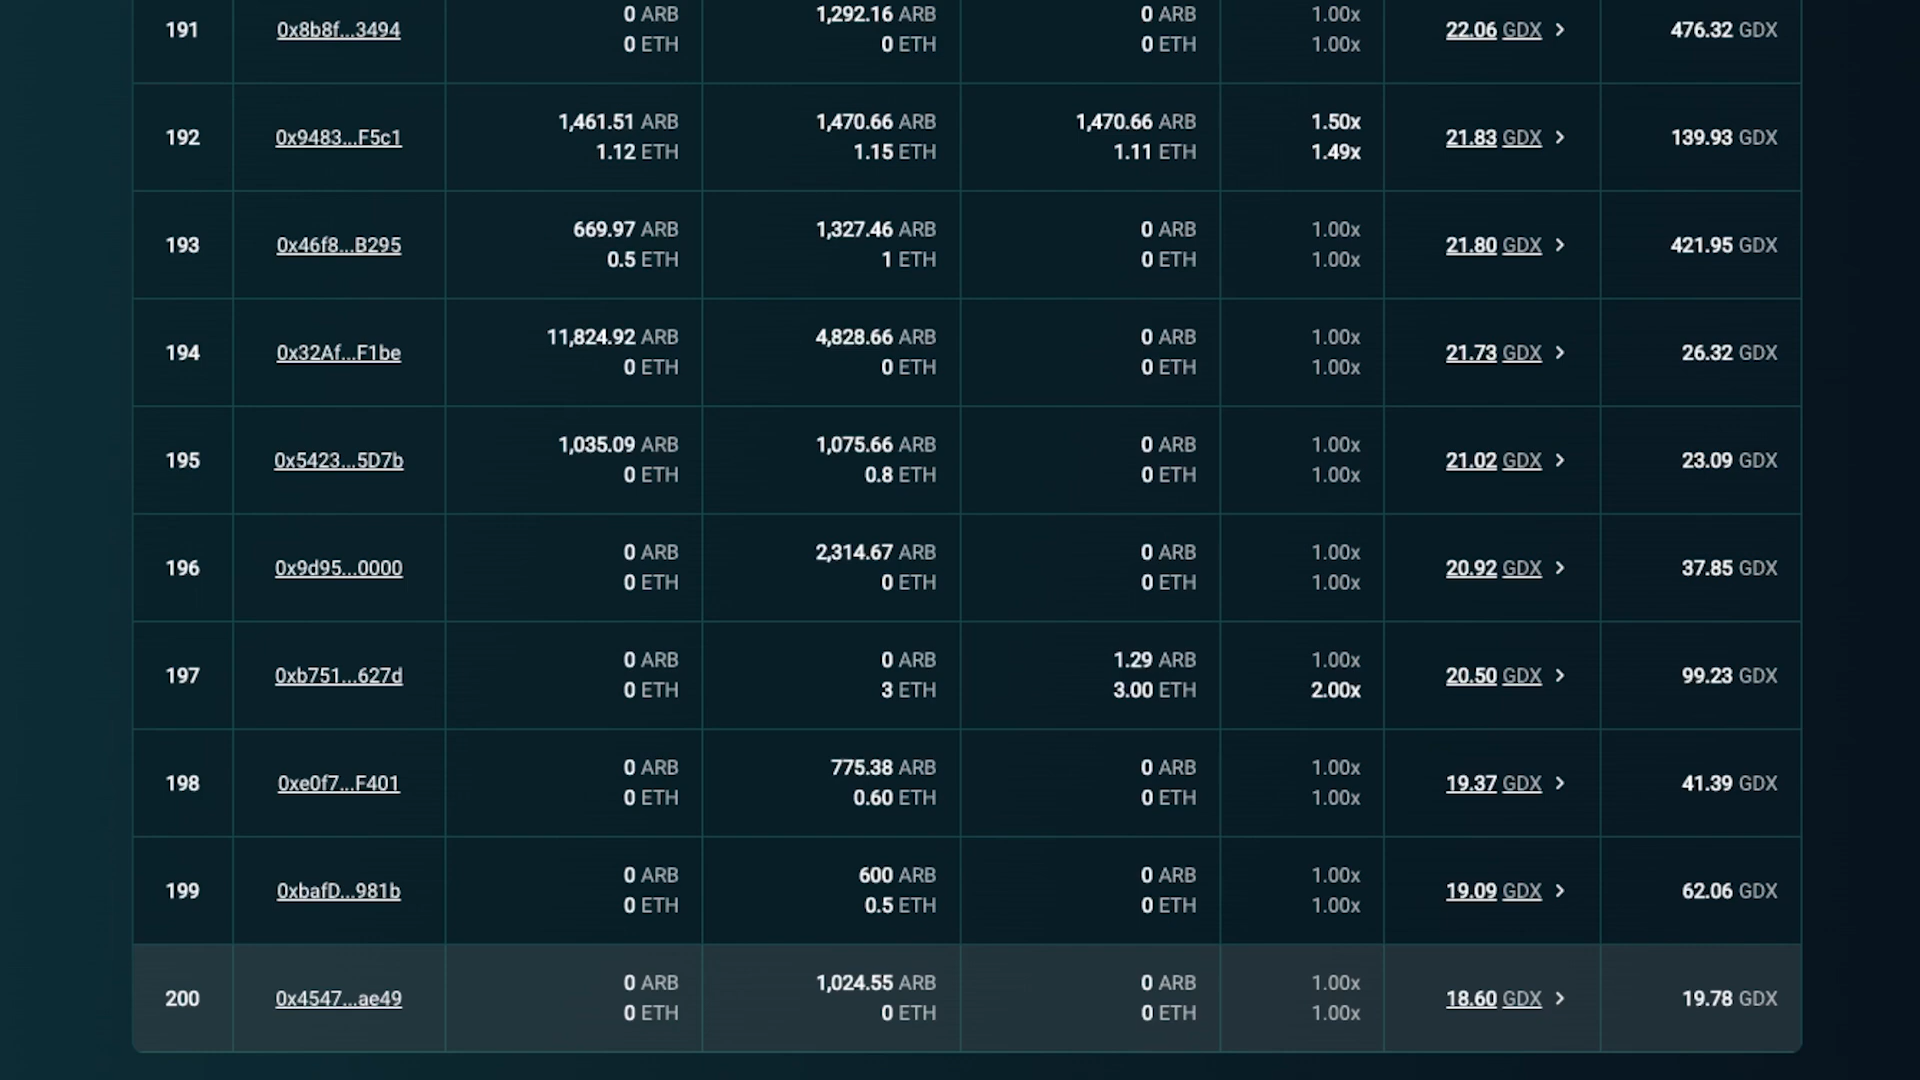 191 0x8b8f...3494 0 ARB 1,292.16 ARB 0 ARB 1.00x 22.06 GDX > 476.32 GDX
0 ETH 0 ETH 0 ETH 1.00x
192 0x9483...F5c1 1,461.51 ARB 1,470.66 ARB 1,470.66 ARB 1.50x 21.83 GDX > 139.93 GDX
1.12 ETH 1.15 ETH 1.11 ETH 1.49x
193 0x46f8...B295 669.97 ARB 1,327.46 ARB 0 ARB 1.00x 21.80 GDX > 421.95 GDX
0.5 ETH 1 ETH 0 ETH 1.00x
194 0x32Af...F1be 11,824.92 ARB 4,828.66 ARB 0 ARB 1.00x 21.73 GDX > 26.32 GDX
0 ETH 0 ETH 0 ETH 1.00x
195 0x5423...5D7b 1,035.09 ARB 1,075.66 ARB 0 ARB 1.00x 21.02 GDX > 23.09 GDX
0 ETH 0.8 ETH 0 ETH 1.00x
196 0x9d95...0000 0 ARB 2,314.67 ARB 0 ARB 1.00x 20.92 GDX > 37.85 GDX
0 ETH 0 ETH 0 ETH 1.00x
197 0xb751...627d 0 ARB 0 ARB 1.29 ARB 1.00x 20.50 GDX > 99.23 GDX
0 ETH 3 ETH 3.00 ETH 2.00x
198 0xe0f7...F401 0 ARB 775.38 ARB 0 ARB 1.00x 19.37 GDX > 41.39 GDX
0 ETH 0.60 ETH 0 ETH 1.00x
199 0xbafD...981b 0 ARB 600 ARB 0 ARB 1.00x 19.09 GDX > 62.06 GDX
0 ETH 0.5 ETH 0 ETH 1.00x
200 0x4547...ae49 0 ARB 1,024.55 ARB 0 ARB 1.00x 18.60 GDX > 19.78 GDX
0 ETH 0 ETH 0 ETH 1.00x